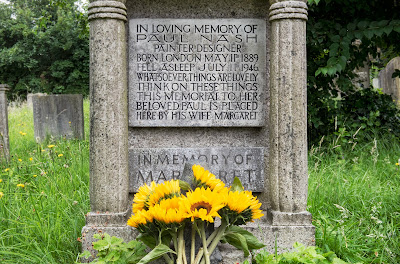 IN LOVING MEMORY OF
PAUL NASH
PAINTER DESIGNER
BORN LONDON MAY 11 1889
FELL ASLEEP JULY 11 1946
WHATSOEVER THINGS ARE LOVELY
THINK ON THESE THINGS
THIS MEMORIAL TO HER
BELOVED PAUL IS PLACED
HERE BY HIS WIFE MARGARET
IN MEMORY OF
MARGARET